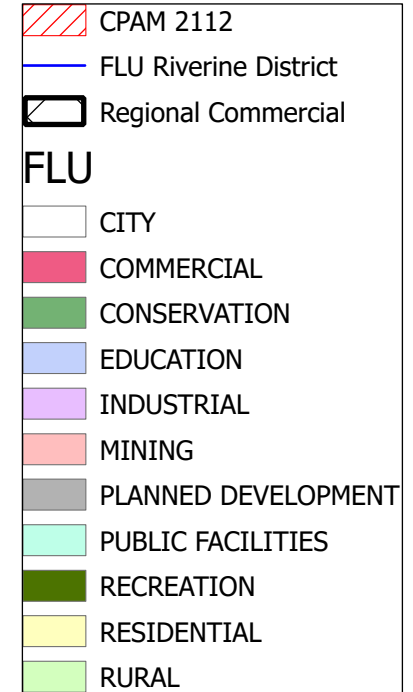 CPAM 2112
FLU Riverine District
Regional Commercial
FLU
CITY
COMMERCIAL
CONSERVATION
EDUCATION
INDUSTRIAL
MINING
PLANNED DEVELOPMENT
PUBLIC FACILITIES
RECREATION
RESIDENTIAL
RURAL